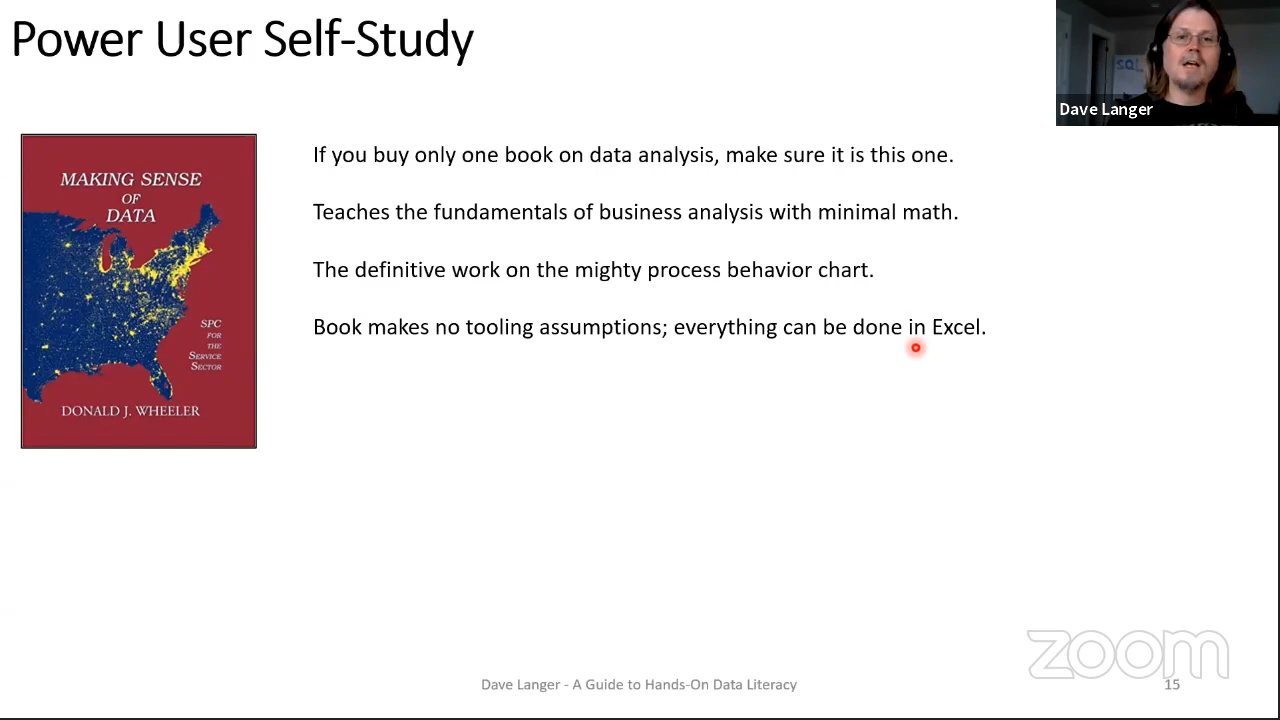 Power User Self-Study
SQL
Dave Langer
MAKING SENSE
OF
DATA
SPC
FOR
THE
SERVICE
SECTOR
DONALD J. WHEELER
If you buy only one book on data analysis, make sure it is this one.
Teaches the fundamentals of business analysis with minimal math.
The definitive work on the mighty process behavior chart.
Book makes no tooling assumptions; everything can be done in Excel.
zoom
Dave Langer - A Guide to Hands-On Data Literacy
15